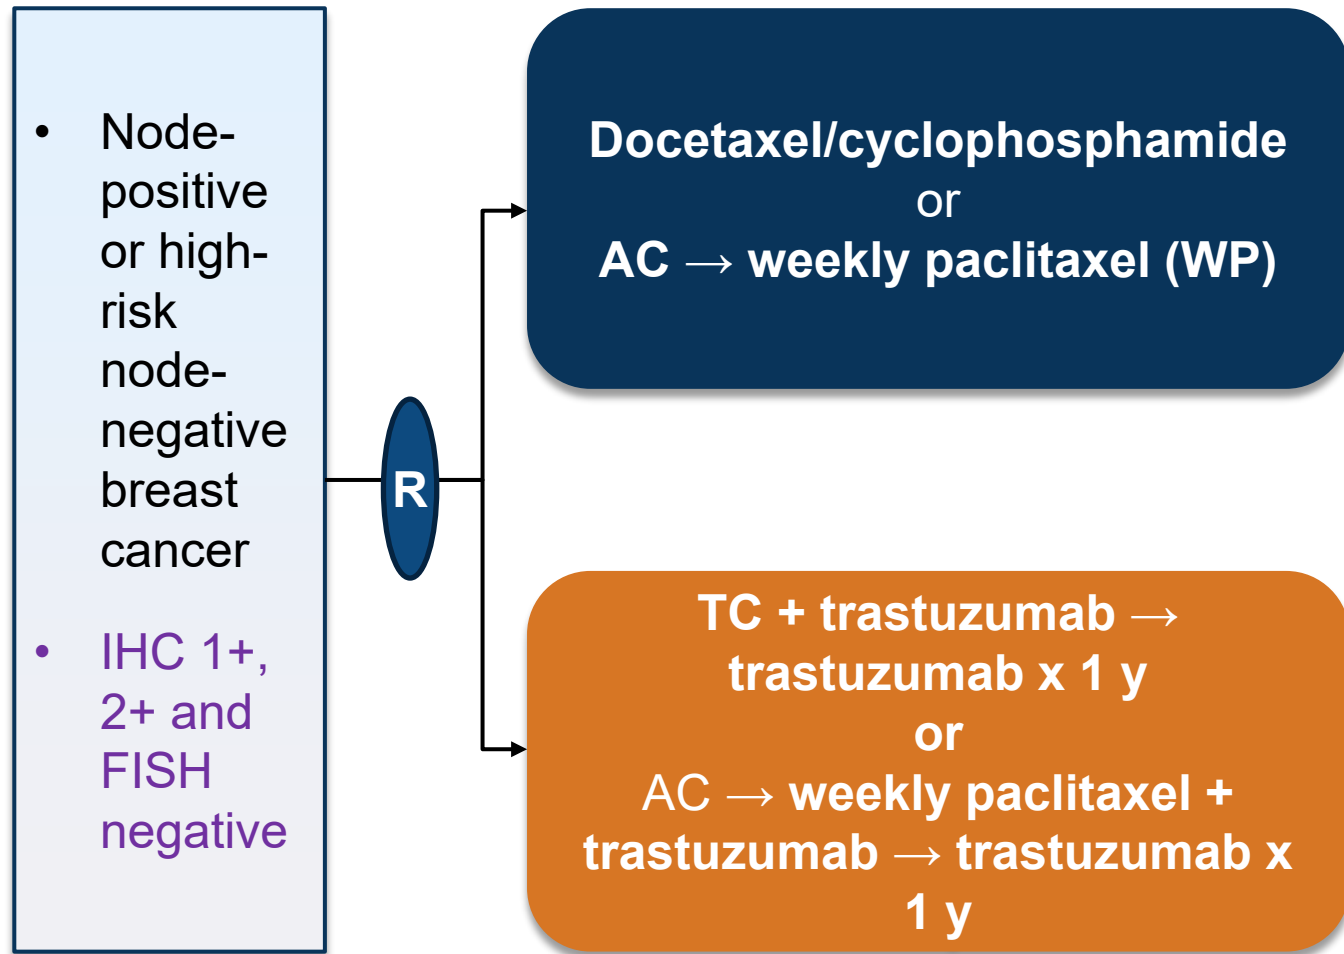 • Node-
positive
or high-
risk
node-
negative
breast
cancer
• IHC 1+,
2+ and
FISH
negative
R
Docetaxel/cyclophosphamide
or
AC → weekly paclitaxel (WP)
TC + trastuzumab →
trastuzumab x 1 y
or
AC → weekly paclitaxel +
trastuzumab → trastuzumab x
1 y